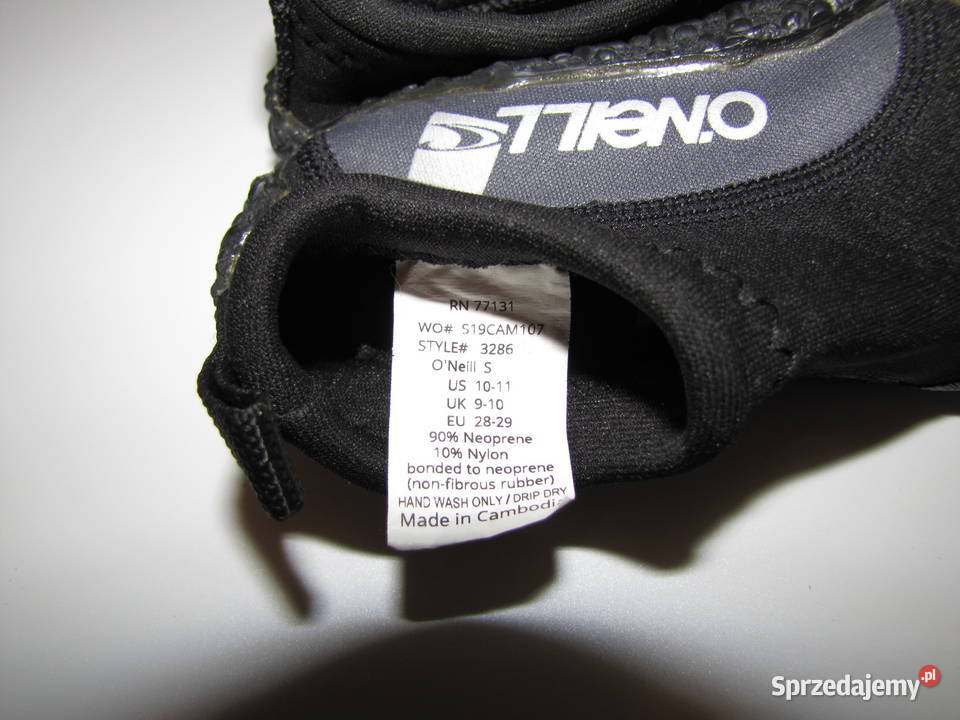 O'NEILL
RN 77131
WO# S19CAM107
STYLE# 3286
O'Neill S
US 10-11
UK 9-10
EU 28-29
90% Neoprene
10% Nylon
bonded to neoprene
(non-fibrous rubber)
HAND WASH ONLY / DRIP DRY
Made in Cambodia
Sprzedajemy.pl